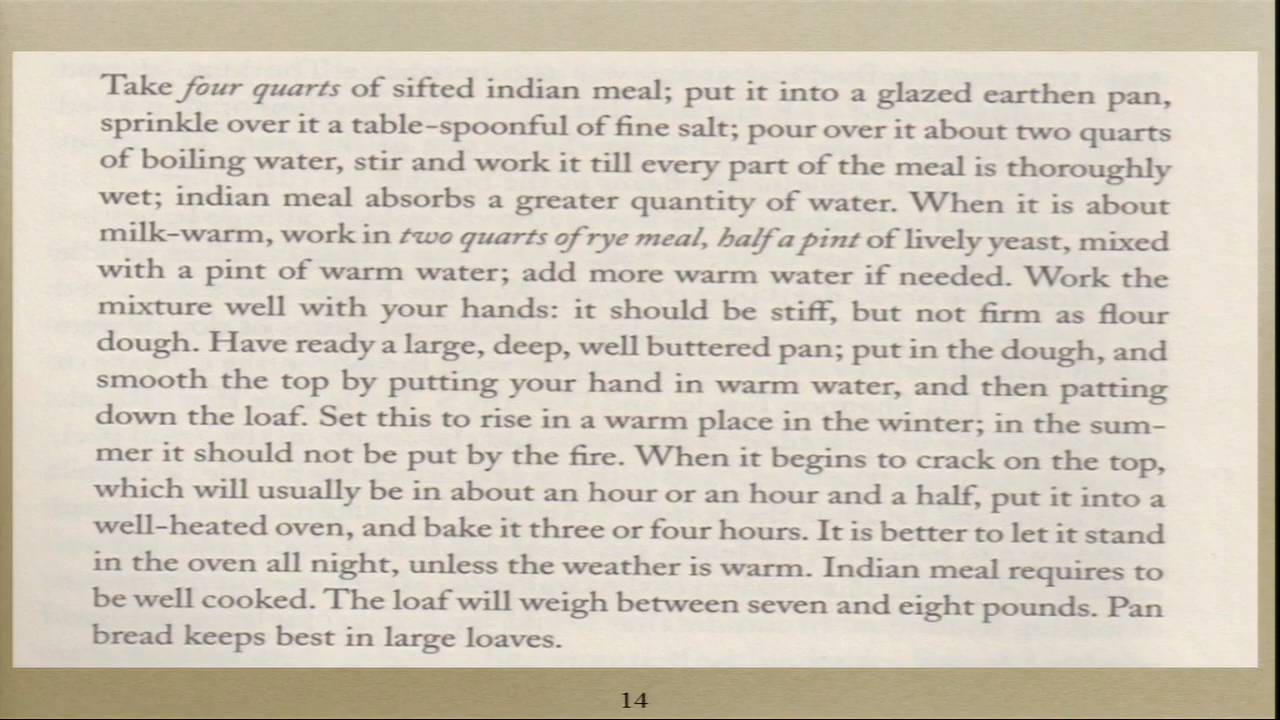 Take four quarts of sifted indian meal; put it into a glazed earthen pan,
sprinkle over it a table-spoonful of fine salt; pour over it about two quarts
of boiling water, stir and work it till every part of the meal is thoroughly
wet; indian meal absorbs a greater quantity of water. When it is about
milk-warm, work in two quarts of rye meal, half a pint of lively yeast, mixed
with a pint of warm water; add more warm water if needed. Work the
mixture well with your hands: it should be stiff, but not firm as flour
dough. Have ready a large, deep, well buttered pan; put in the dough, and
smooth the top by putting your hand in warm water, and then patting
down the loaf. Set this to rise in a warm place in the winter; in the sum-
mer it should not be put by the fire. When it begins to crack on the top,
which will usually be in about an hour or an hour and a half, put it into a
well-heated oven, and bake it three or four hours. It is better to let it stand
in the oven all night, unless the weather is warm. Indian meal requires to
be well cooked. The loaf will weigh between seven and eight pounds. Pan
bread keeps best in large loaves.
14